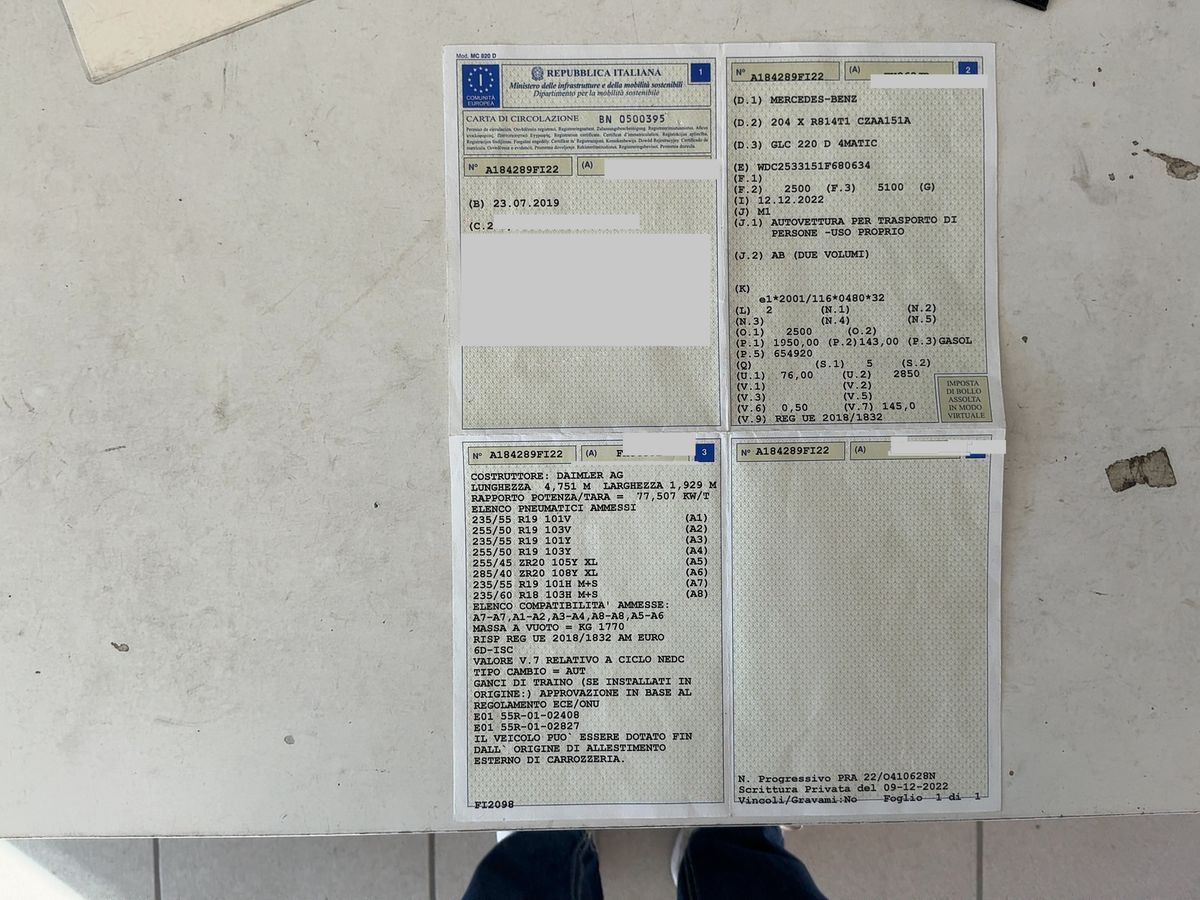 Mod. MC 820 D
REPUBBLICA ITALIANA
Ministero delle infrastrutture e della mobilità sostenibili
Dipartimento per la mobilità sostenibile
I
COMUNITÀ
EUROPEA
1
CARTA DI CIRCOLAZIONE BN 0500395
N° A184289FI22 (A)
(B) 23.07.2019
(C.2
N° A184289FI22 (A) 2
(D.1) MERCEDES-BENZ
(D.2) 204 X R814T1 CZAA151A
(D.3) GLC 220 D 4MATIC
(E) WDC2533151F680634
(F.1)
(F.2) 2500 (F.3) 5100 (G)
(I) 12.12.2022
(J) M1
(J.1) AUTOVETTURA PER TRASPORTO DI
PERSONE -USO PROPRIO
(J.2) AB (DUE VOLUMI)
(K)
e1*2001/116*0480*32
(L) 2 (N.1) (N.2)
(N.3) (N.4) (N.5)
(O.1) 2500 (O.2)
(P.1) 1950,00 (P.2)143,00 (P.3)GASOL
(P.5) 654920
(Q) (S.1) 5 (S.2)
(U.1) 76,00 (U.2) 2850
(V.1) (V.2)
(V.3) (V.5)
(V.6) 0,50 (V.7) 145,0
(V.9) REG UE 2018/1832
IMPOSTA
DI BOLLO
ASSOLTA
IN MODO
VIRTUALE
N° A184289FI22 (A) 3
COSTRUTTORE: DAIMLER AG
LUNGHEZZA 4,751 M LARGHEZZA 1,929 M
RAPPORTO POTENZA/TARA = 77,507 KW/T
ELENCO PNEUMATICI AMMESSI
235/55 R19 101V (A1)
255/50 R19 103V (A2)
235/55 R19 101Y (A3)
255/50 R19 103Y (A4)
255/45 ZR20 105Y XL (A5)
285/40 ZR20 108Y XL (A6)
235/55 R19 101H M+S (A7)
235/60 R18 103H M+S (A8)
ELENCO COMPATIBILITA' AMMESSE:
A7-A7,A1-A2,A3-A4,A8-A8,A5-A6
MASSA A VUOTO = KG 1770
RISP REG UE 2018/1832 AM EURO
6D-ISC
VALORE V.7 RELATIVO A CICLO NEDC
TIPO CAMBIO = AUT
GANCI DI TRAINO (SE INSTALLATI IN
ORIGINE:) APPROVAZIONE IN BASE AL
REGOLAMENTO ECE/ONU
E01 55R-01-02408
E01 55R-01-02827
IL VEICOLO PUO` ESSERE DOTATO FIN
DALL` ORIGINE DI ALLESTIMENTO
ESTERNO DI CARROZZERIA.
FI2098
N° A184289FI22 (A)
N. Progressivo PRA 22/O410628N
Scrittura Privata del 09-12-2022
Vincoli/Gravami:No Foglio 1 di 1